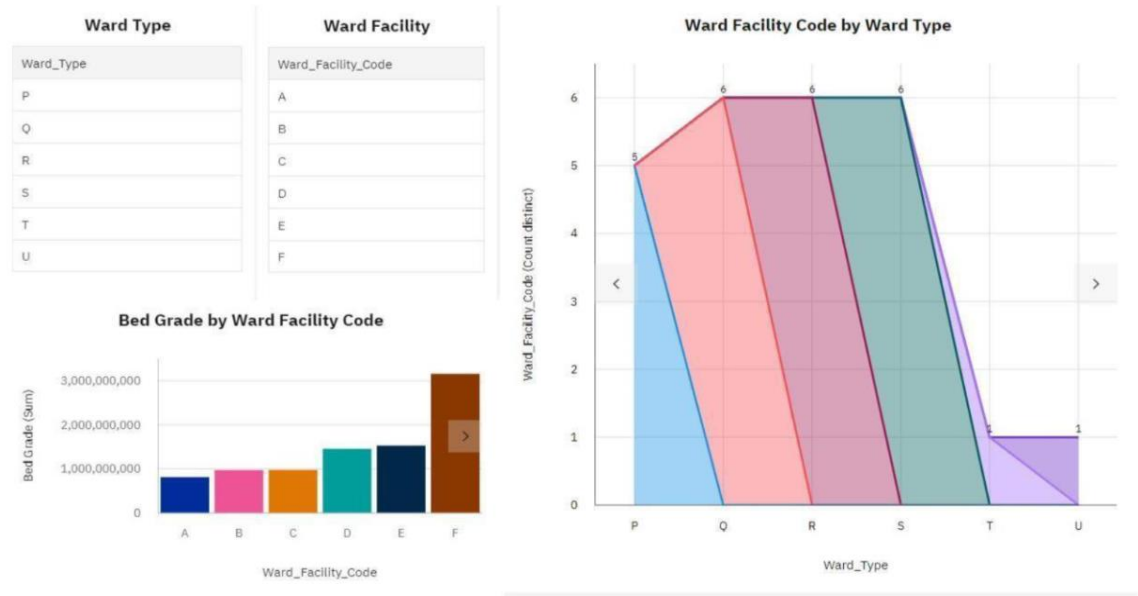 Ward Type
Ward_Type
P
Q
R
S
T
U
Ward Facility
Ward_Facility_Code
A
B
C
D
E
F
Bed Grade by Ward Facility Code
Bed Grade (Sum)
3,000,000,000
2,000,000,000
1,000,000,000
0
A B C D E F
Ward_Facility_Code
Ward Facility Code by Ward Type
Ward_Facility_Code (Count distinct)
6
5
4
3
2
1
0
5 6 6 6 1 1
P Q R S T U
Ward_Type